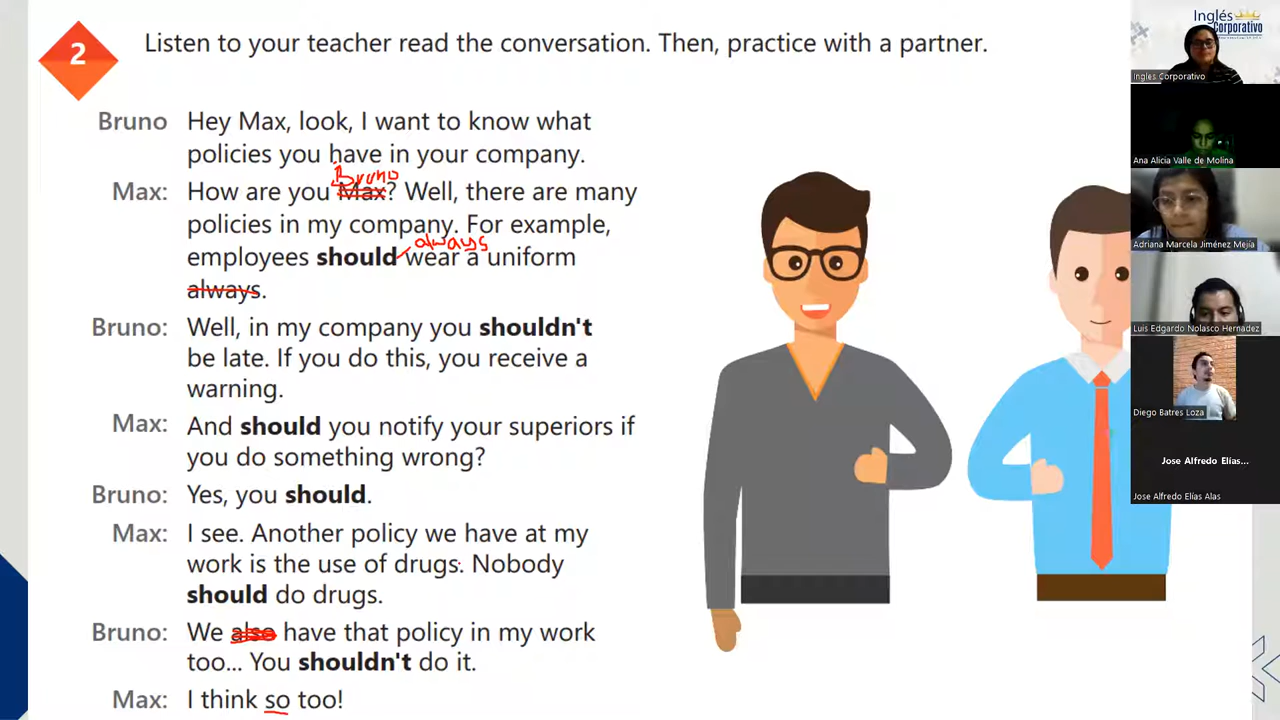 2
Listen to your teacher read the conversation. Then, practice with a partner.
Bruno Hey Max, look, I want to know what
policies you have in your company.
Bruno
Max: How are you Max? Well, there are many
policies in my company. For example,
always
employees should wear a uniform
always.
Bruno: Well, in my company you shouldn't
be late. If you do this, you receive a
warning.
Max: And should you notify your superiors if
you do something wrong?
Bruno: Yes, you should.
Max: I see. Another policy we have at my
work is the use of drugs. Nobody
should do drugs.
Bruno: We also have that policy in my work
too... You shouldn't do it.
Max: I think so too!
Inglés
Corporativo
Ingles Corporativo
Ana Alicia Valle de Molina
Adriana Marcela Jiménez Mejía
Luis Edgardo Nolasco Hernadez
Diego Batres Loza
Jose Alfredo Elías...
Jose Alfredo Elías Alas